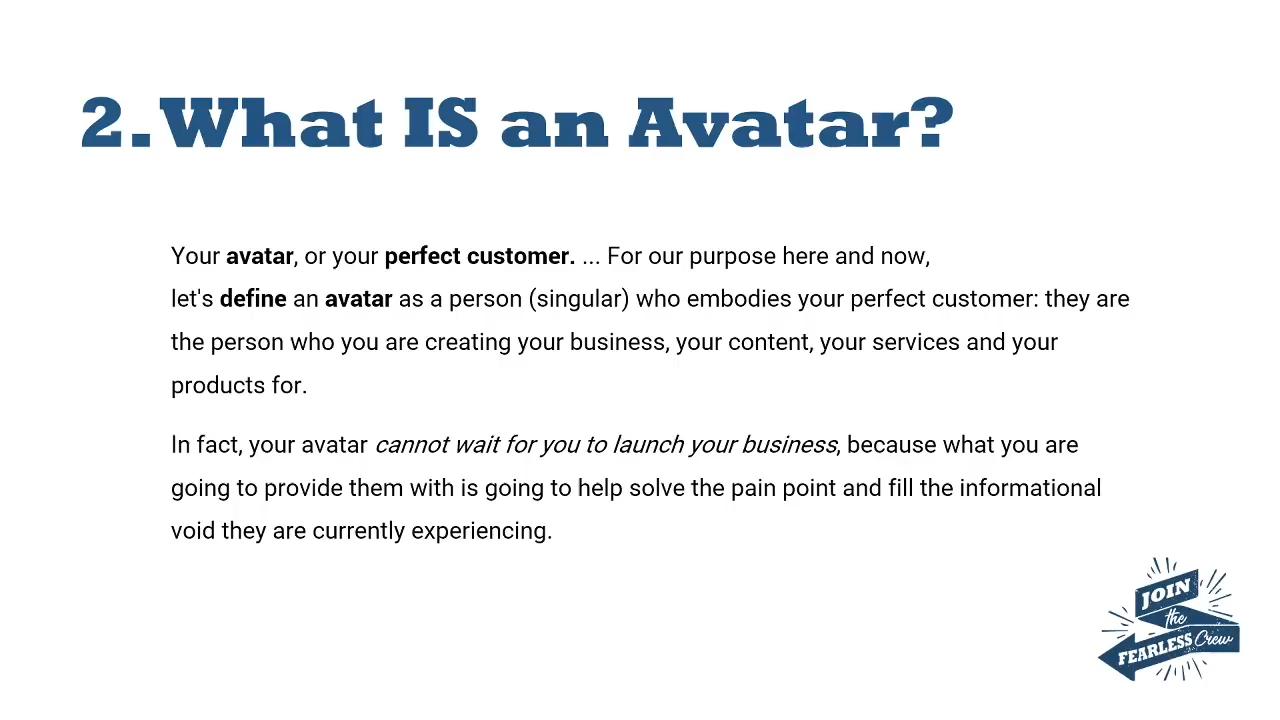 2. What IS an Avatar?
Your avatar, or your perfect customer. ... For our purpose here and now,
let's define an avatar as a person (singular) who embodies your perfect customer: they are
the person who you are creating your business, your content, your services and your
products for.
In fact, your avatar cannot wait for you to launch your business, because what you are
going to provide them with is going to help solve the pain point and fill the informational
void they are currently experiencing.
JOIN
the
FEARLESS Crew